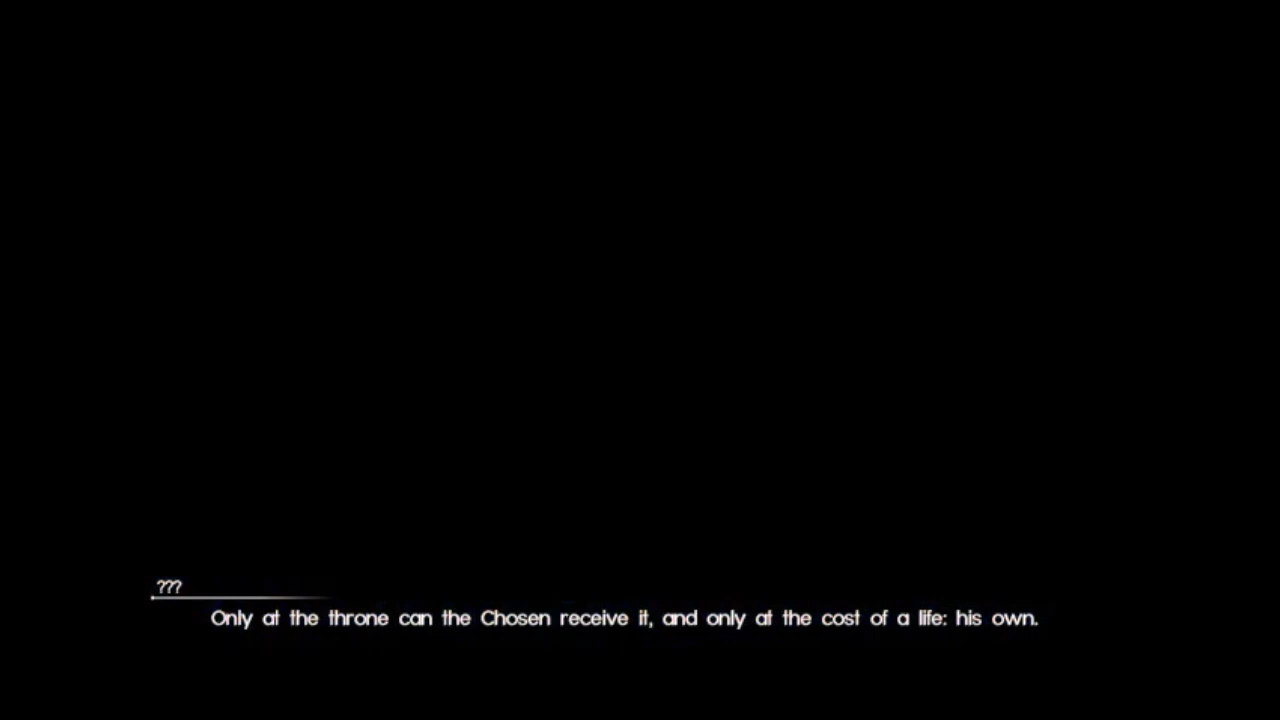 ???
Only at the throne can the Chosen receive it, and only at the cost of a life: his own.